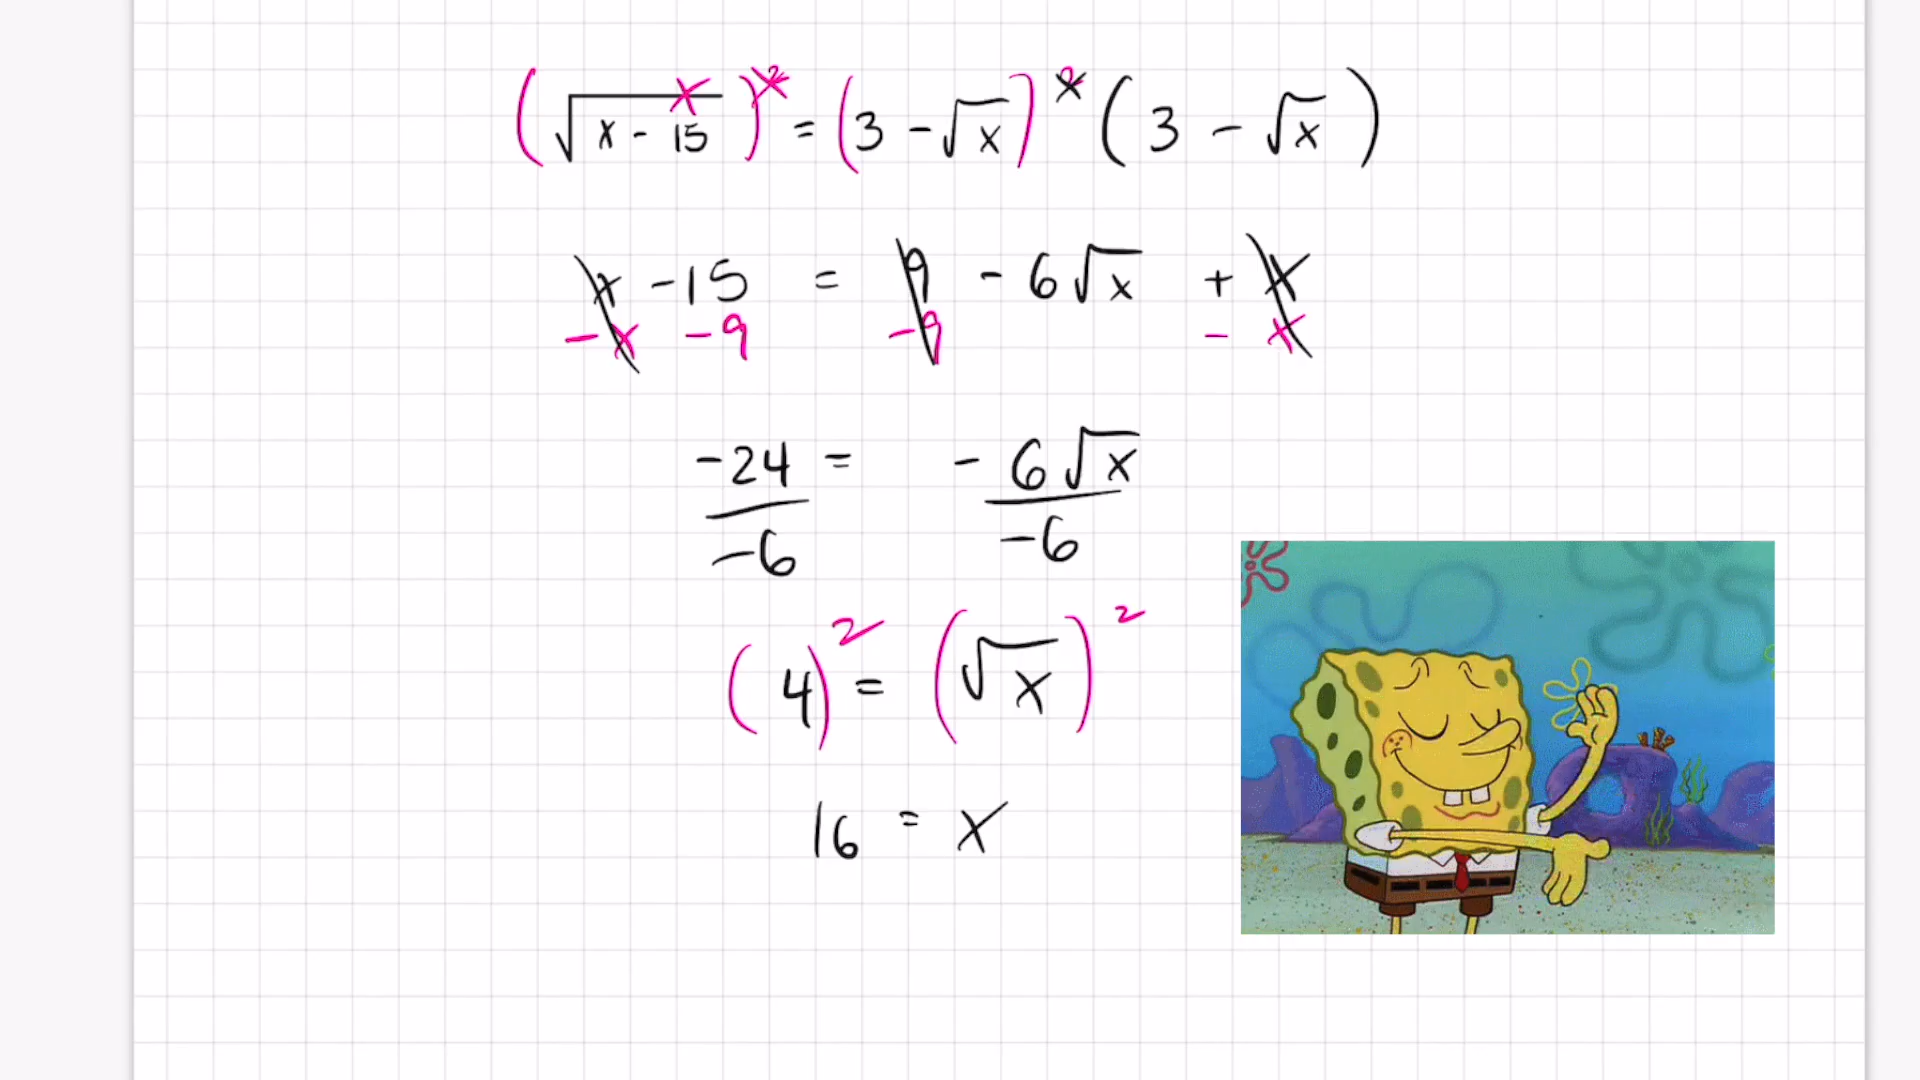 (√(x - 15))² = (3 - √x)² (3 - √x)
x - 15 = 9 - 6√x + x
- x - 9 - 9 - x
-24 = - 6√x
-6 -6
(4)² = (√x)²
16 = x